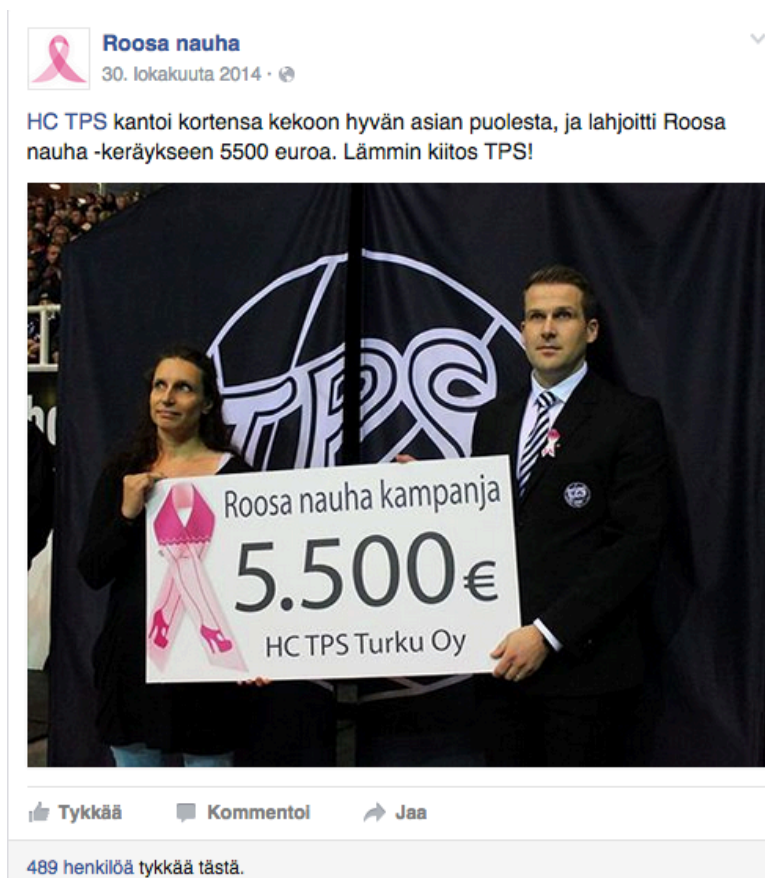 Roosa nauha
30. lokakuuta 2014 ·
HC TPS kantoi kortensa kekoon hyvän asian puolesta, ja lahjoitti Roosa
nauha -keräykseen 5500 euroa. Lämmin kiitos TPS!
TPS
TPS
Roosa nauha kampanja
5.500€
HC TPS Turku Oy
Tykkää Kommentoi Jaa
489 henkilöä tykkää tästä.